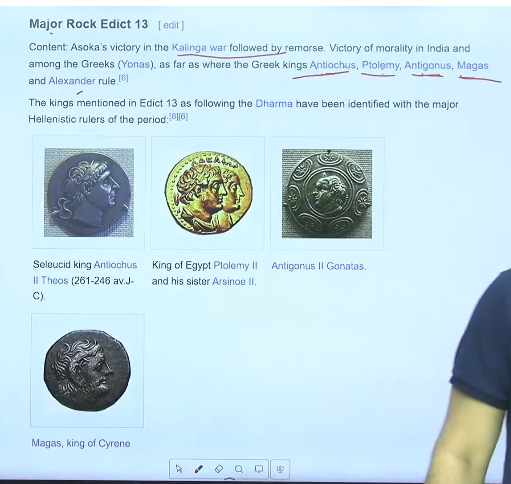 Major Rock Edict 13 [ edit ]
Content: Asoka's victory in the Kalinga war followed by remorse. Victory of morality in India and
among the Greeks (Yonas), as far as where the Greek kings Antiochus, Ptolemy, Antigonus, Magas
and Alexander rule.[6]
The kings mentioned in Edict 13 as following the Dharma have been identified with the major
Hellenistic rulers of the period:[8][6]
Seleucid king Antiochus
II Theos (261-246 av.J-
C).
King of Egypt Ptolemy II
and his sister Arsinoe II.
Antigonus II Gonatas.
Magas, king of Cyrene